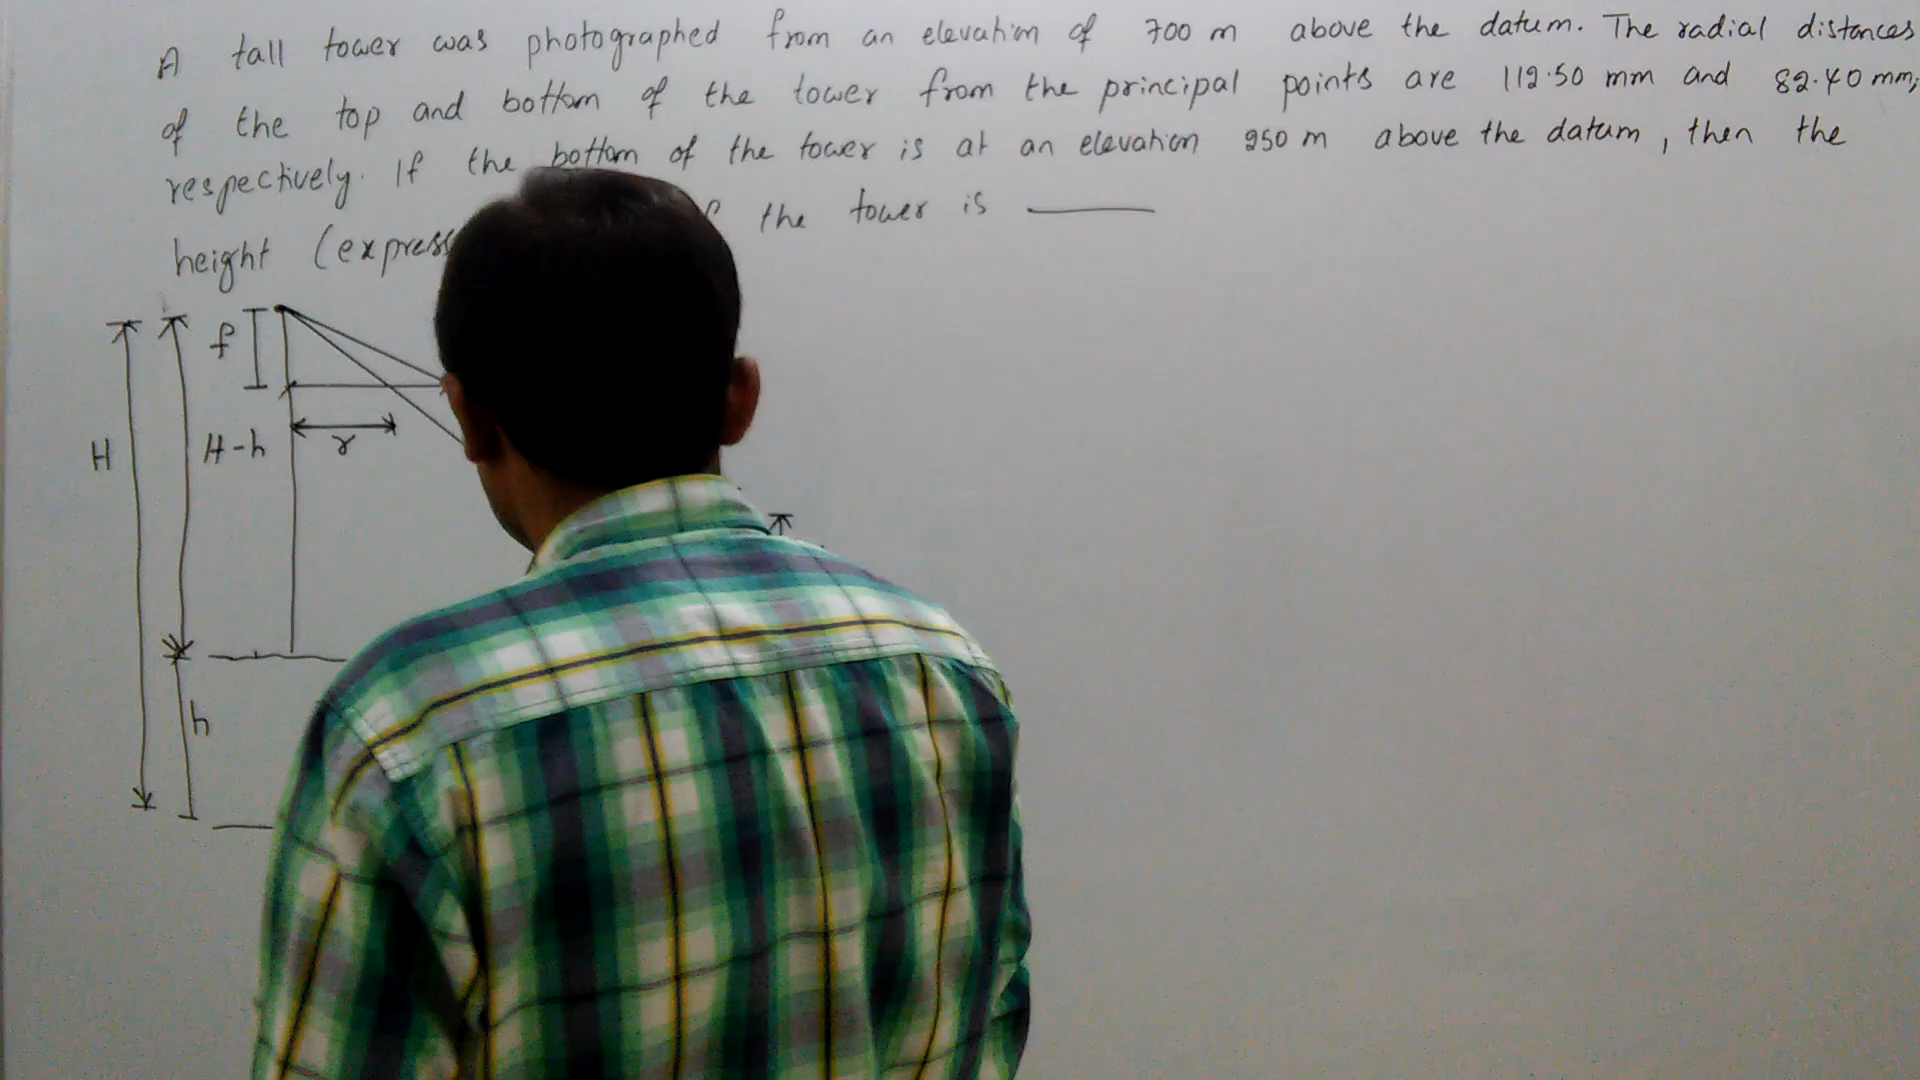 A tall tower was photographed from an elevation of 700 m above the datum. The radial distances
of the top and bottom of the tower from the principal points are 112.50 mm and 82.40 mm,
respectively. If the bottom of the tower is at an elevation 250 m above the datum, then the
height (express the tower is
f
H
H-h
r
h